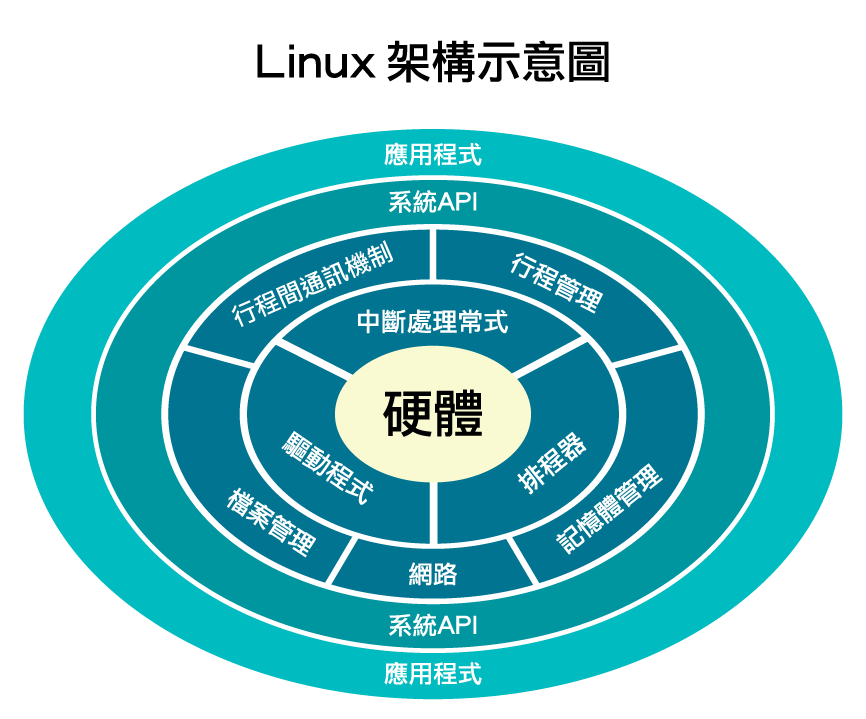 Linux 架構示意圖
應用程式
系統API
行程間通訊機制
行程管理
中斷處理常式
硬體
驅動程式
排程器
檔案管理
記憶體管理
網路
系統API
應用程式